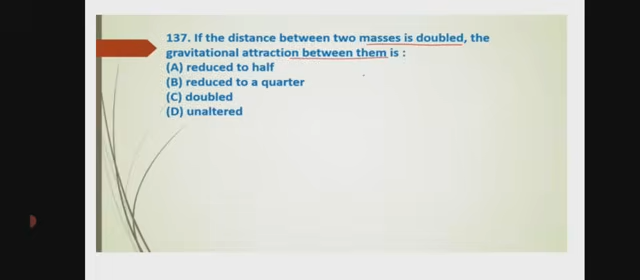 137. If the distance between two masses is doubled, the
gravitational attraction between them is :
(A) reduced to half
(B) reduced to a quarter
(C) doubled
(D) unaltered